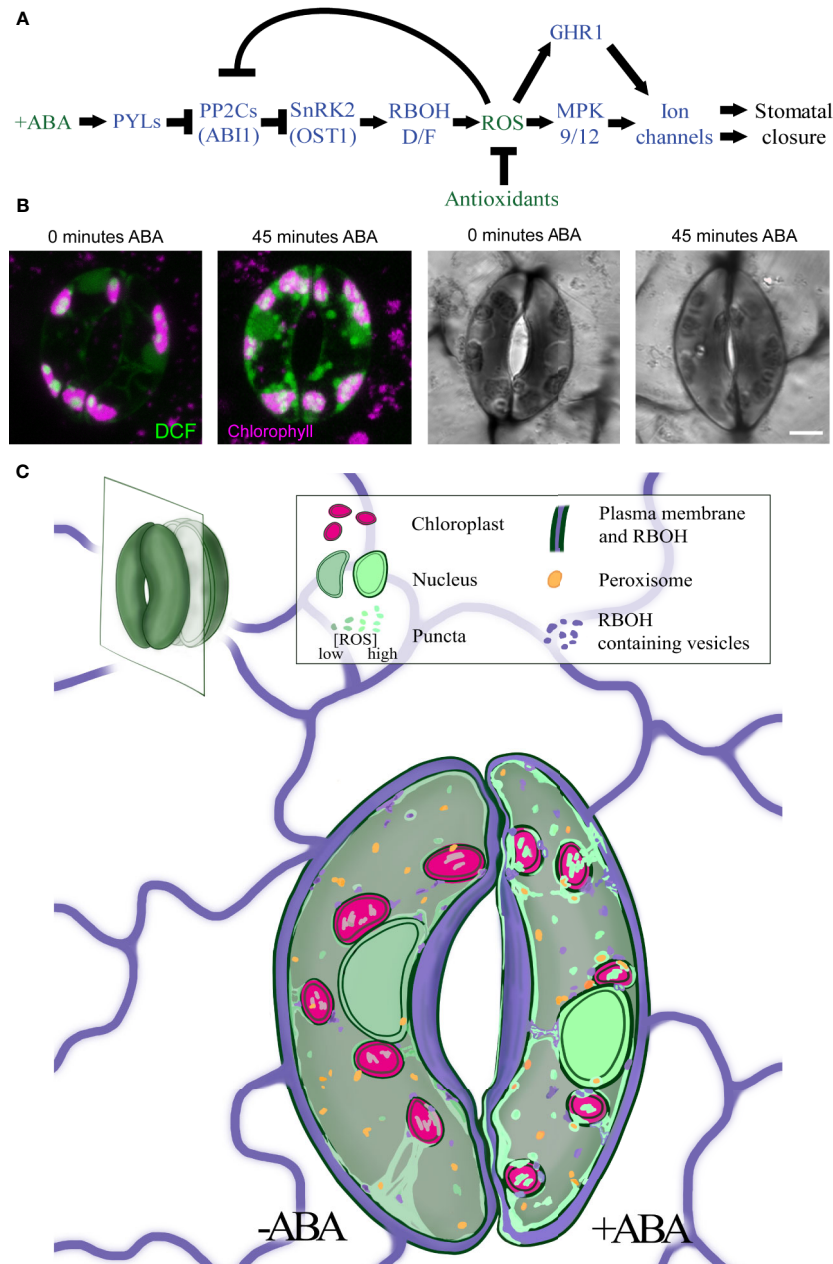 A
GHR1
+ABA
PYLs
PP2Cs
(ABI1)
SnRK2
(OST1)
RBOH
D/F
ROS
MPK
9/12
Ion
channels
Stomatal
closure
Antioxidants
B
0 minutes ABA
45 minutes ABA
0 minutes ABA
45 minutes ABA
DCF
Chlorophyll
C
Chloroplast
Plasma membrane
and RBOH
Nucleus
Peroxisome
[ROS]
low high
Puncta
RBOH
containing vesicles
-ABA
+ABA